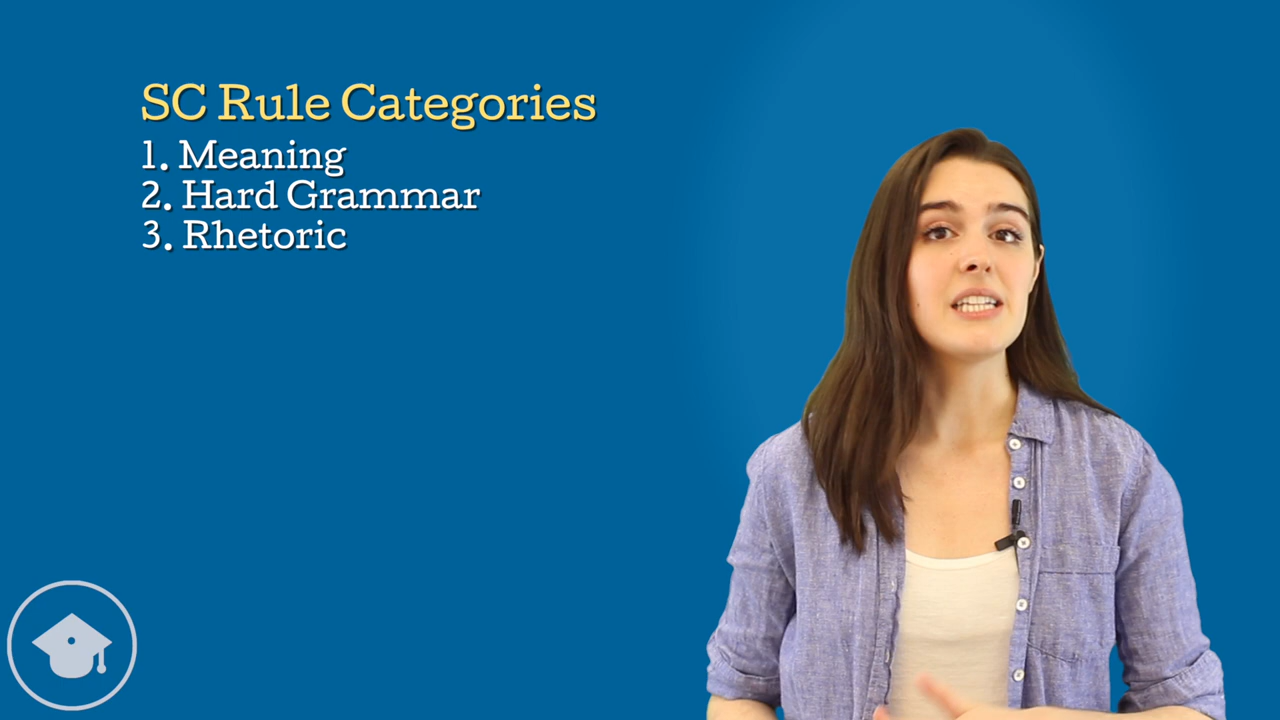 SC Rule Categories
1. Meaning
2. Hard Grammar
3. Rhetoric